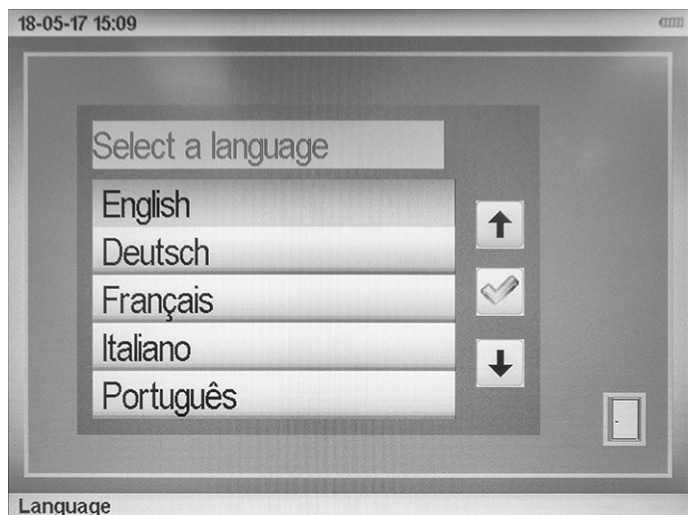 18-05-17 15:09
Select a language
English
Deutsch
Français
Italiano
Português
Language